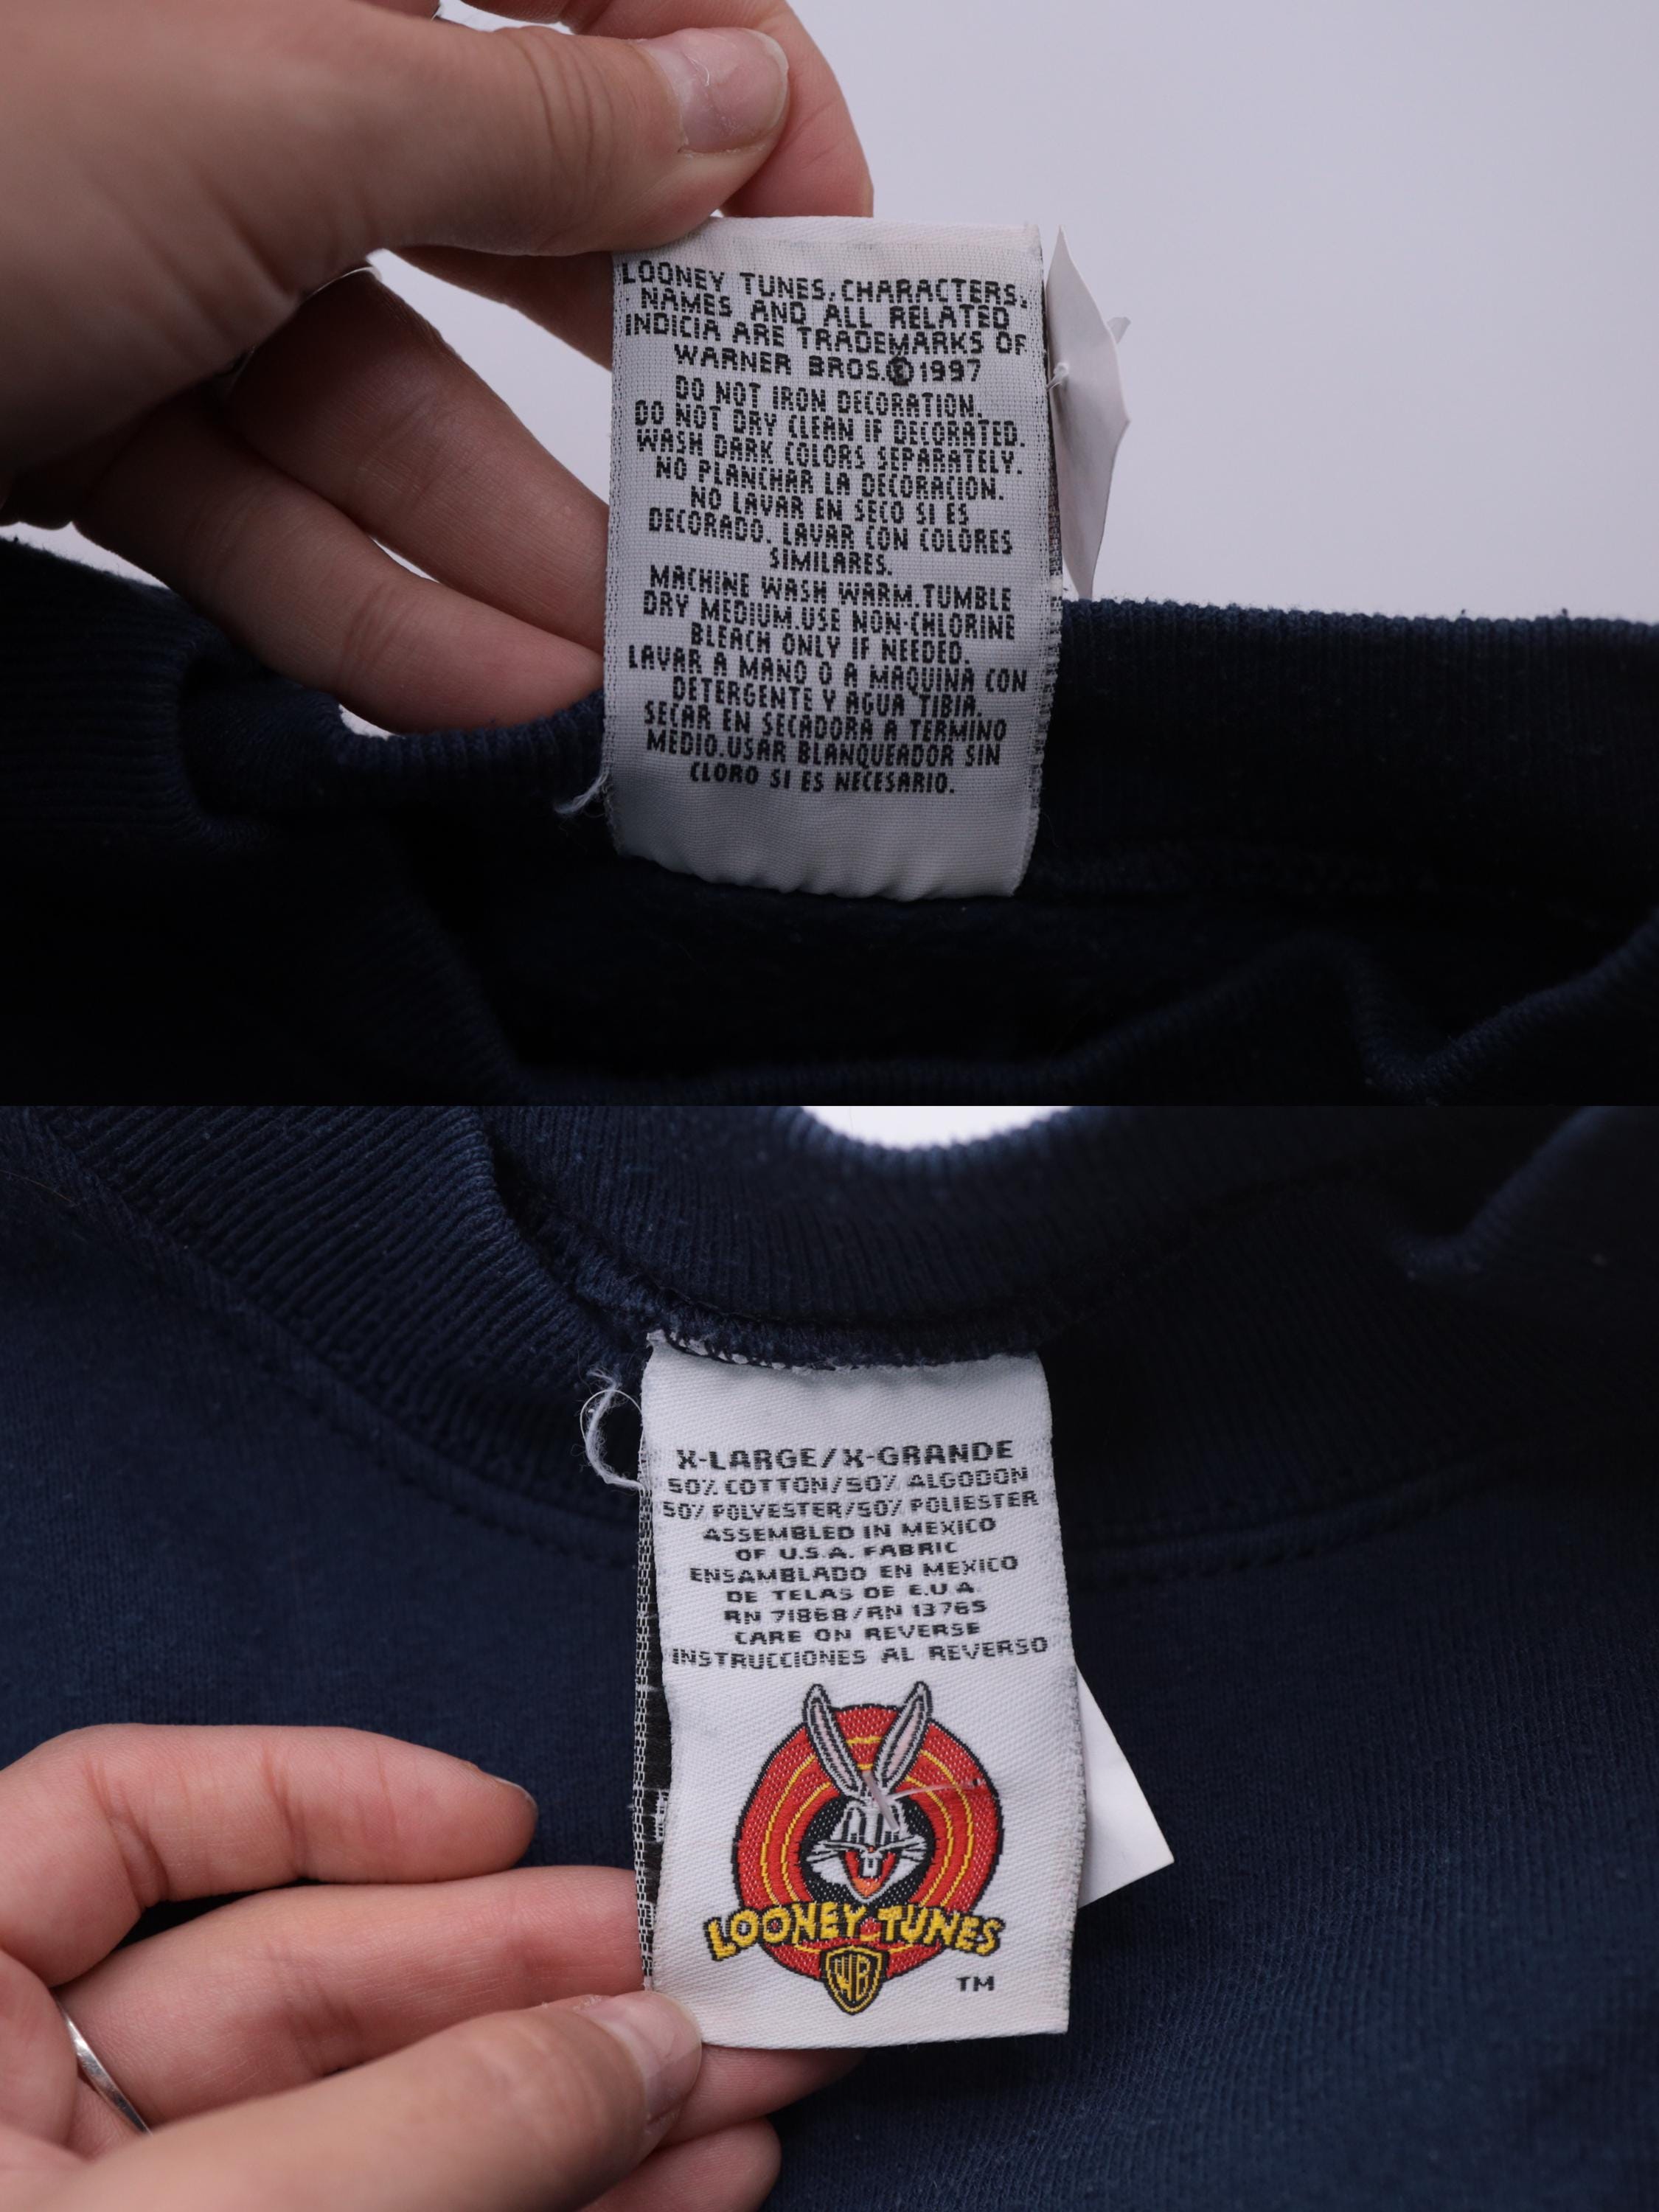 LOONEY TUNES, CHARACTERS,
NAMES AND ALL RELATED
INDICIA ARE TRADEMARKS OF
WARNER BROS.©1997
DO NOT IRON DECORATION.
DO NOT DRY CLEAN IF DECORATED.
WASH DARK COLORS SEPARATELY.
NO PLANCHAR LA DECORACION.
NO LAVAR EN SECO SI ES
DECORADO. LAVAR CON COLORES
SIMILARES.
MACHINE WASH WARM.TUMBLE
DRY MEDIUM.USE NON-CHLORINE
BLEACH ONLY IF NEEDED.
LAVAR A MANO O A MAQUINA CON
DETERGENTE Y AGUA TIBIA.
SECAR EN SECADORA A TERMINO
MEDIO.USAR BLANQUEADOR SIN
CLORO SI ES NECESARIO.
X-LARGE/X-GRANDE
50% COTTON/50% ALGODON
50% POLYESTER/50% POLIESTER
ASSEMBLED IN MEXICO
OF U.S.A. FABRIC
ENSAMBLADO EN MEXICO
DE TELAS DE E.U.A.
RN 71868/RN 13765
CARE ON REVERSE
INSTRUCCIONES AL REVERSO
LOONEY TUNES
WB
TM